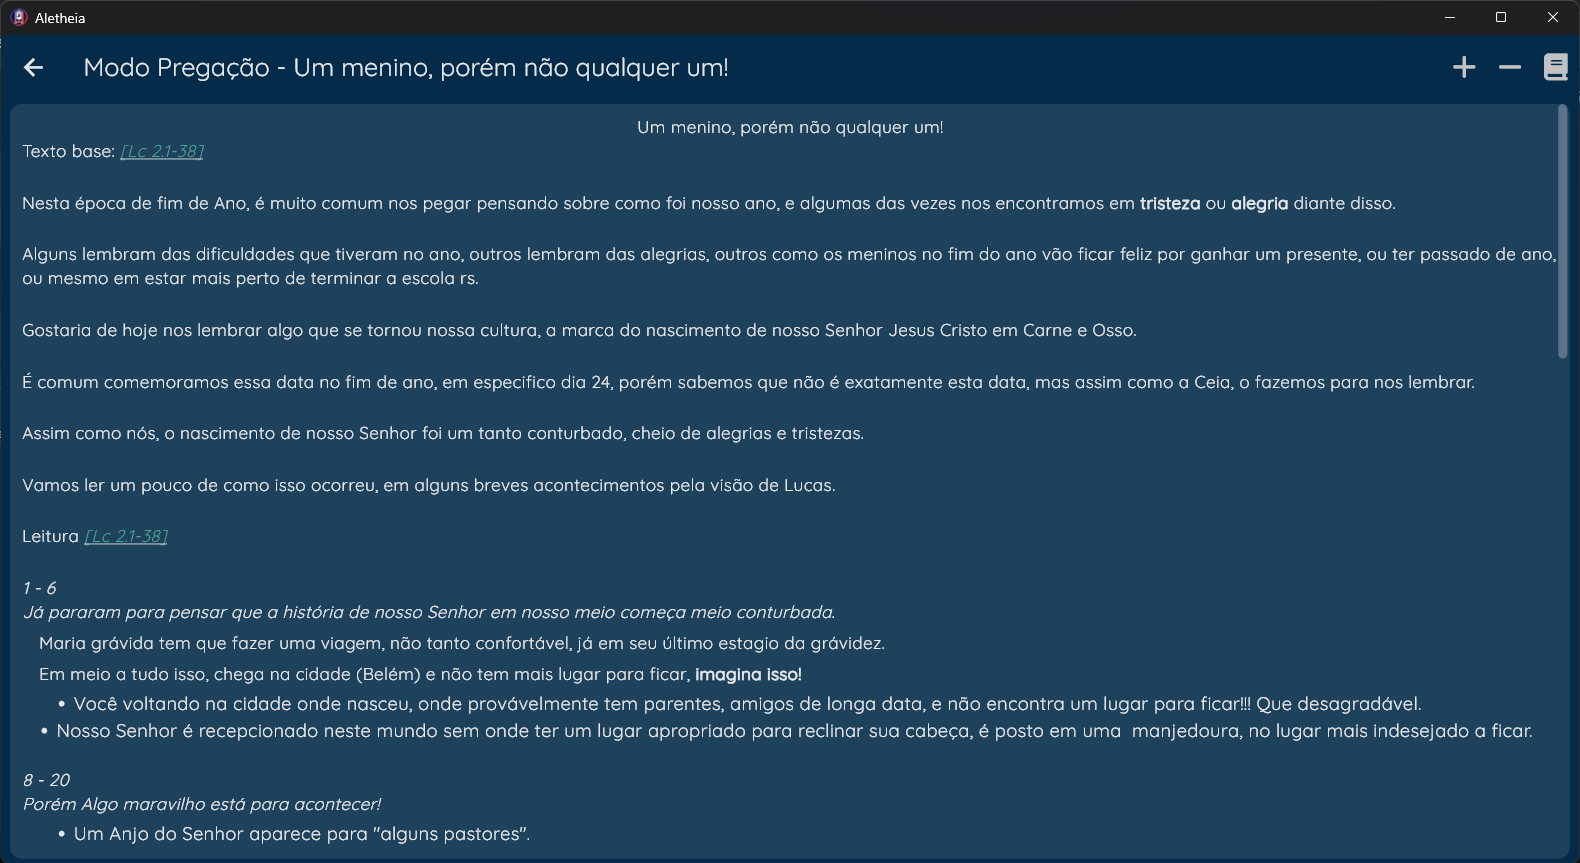 Aletheia
Modo Pregação - Um menino, porém não qualquer um!
Um menino, porém não qualquer um!
Texto base: [Lc 2.1-38]
Nesta época de fim de Ano, é muito comum nos pegar pensando sobre como foi nosso ano, e algumas das vezes nos encontramos em tristeza ou alegria diante disso.
Alguns lembram das dificuldades que tiveram no ano, outros lembram das alegrias, outros como os meninos no fim do ano vão ficar feliz por ganhar um presente, ou ter passado de ano,
ou mesmo em estar mais perto de terminar a escola rs.
Gostaria de hoje nos lembrar algo que se tornou nossa cultura, a marca do nascimento de nosso Senhor Jesus Cristo em Carne e Osso.
É comum comemoramos essa data no fim de ano, em especifico dia 24, porém sabemos que não é exatamente esta data, mas assim como a Ceia, o fazemos para nos lembrar.
Assim como nós, o nascimento de nosso Senhor foi um tanto conturbado, cheio de alegrias e tristezas.
Vamos ler um pouco de como isso ocorreu, em alguns breves acontecimentos pela visão de Lucas.
Leitura [Lc 2.1-38]
1 - 6
Já pararam para pensar que a história de nosso Senhor em nosso meio começa meio conturbada.
Maria grávida tem que fazer uma viagem, não tanto confortável, já em seu último estagio da grávidez.
Em meio a tudo isso, chega na cidade (Belém) e não tem mais lugar para ficar, imagina isso!
• Você voltando na cidade onde nasceu, onde provávelmente tem parentes, amigos de longa data, e não encontra um lugar para ficar!!! Que desagradável.
• Nosso Senhor é recepcionado neste mundo sem onde ter um lugar apropriado para reclinar sua cabeça, é posto em uma  manjedoura, no lugar mais indesejado a ficar.
8 - 20
Porém Algo maravilho está para acontecer!
• Um Anjo do Senhor aparece para "alguns pastores".